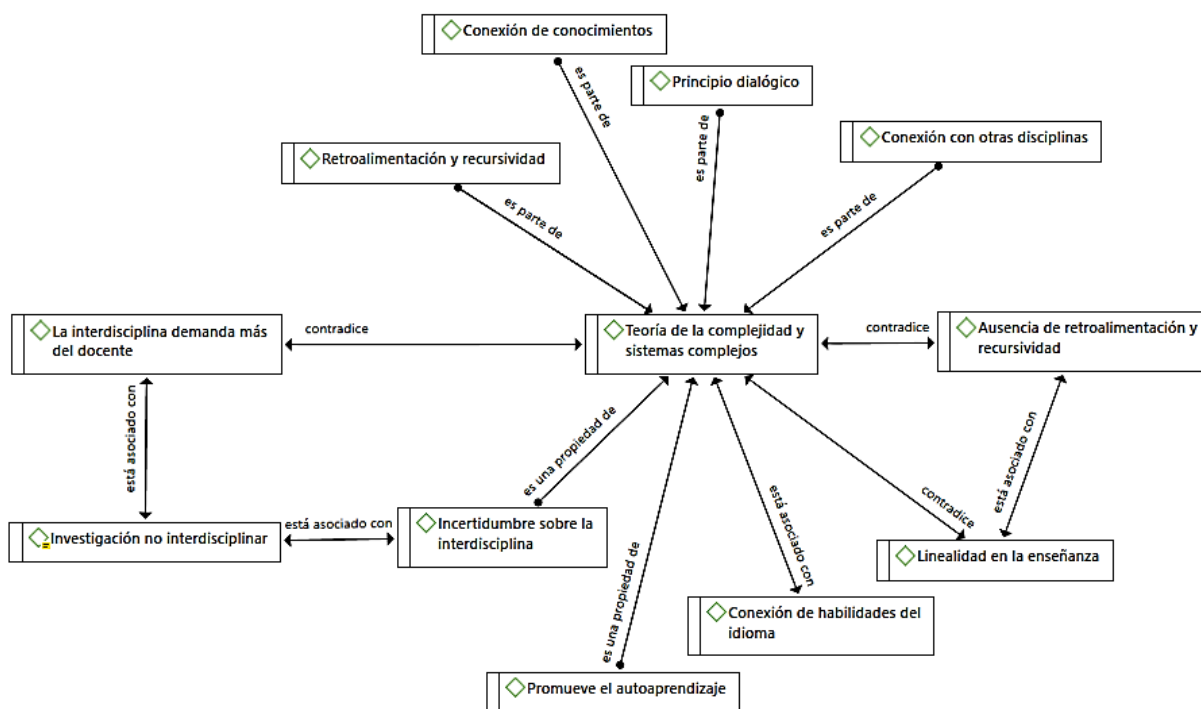 Conexión de conocimientos
es parte de
Principio dialógico
es parte de
Conexión con otras disciplinas
es parte de
Retroalimentación y recursividad
es parte de
La interdisciplina demanda más
del docente
contradice
Teoría de la complejidad y
sistemas complejos
contradice
Ausencia de retroalimentación y
recursividad
está asociado con
es una propiedad de
está asociado con
contradice
está asociado con
Investigación no interdisciplinar
está asociado con
Incertidumbre sobre la
interdisciplina
es una propiedad de
Linealidad en la enseñanza
Conexión de habilidades del
idioma
Promueve el autoaprendizaje